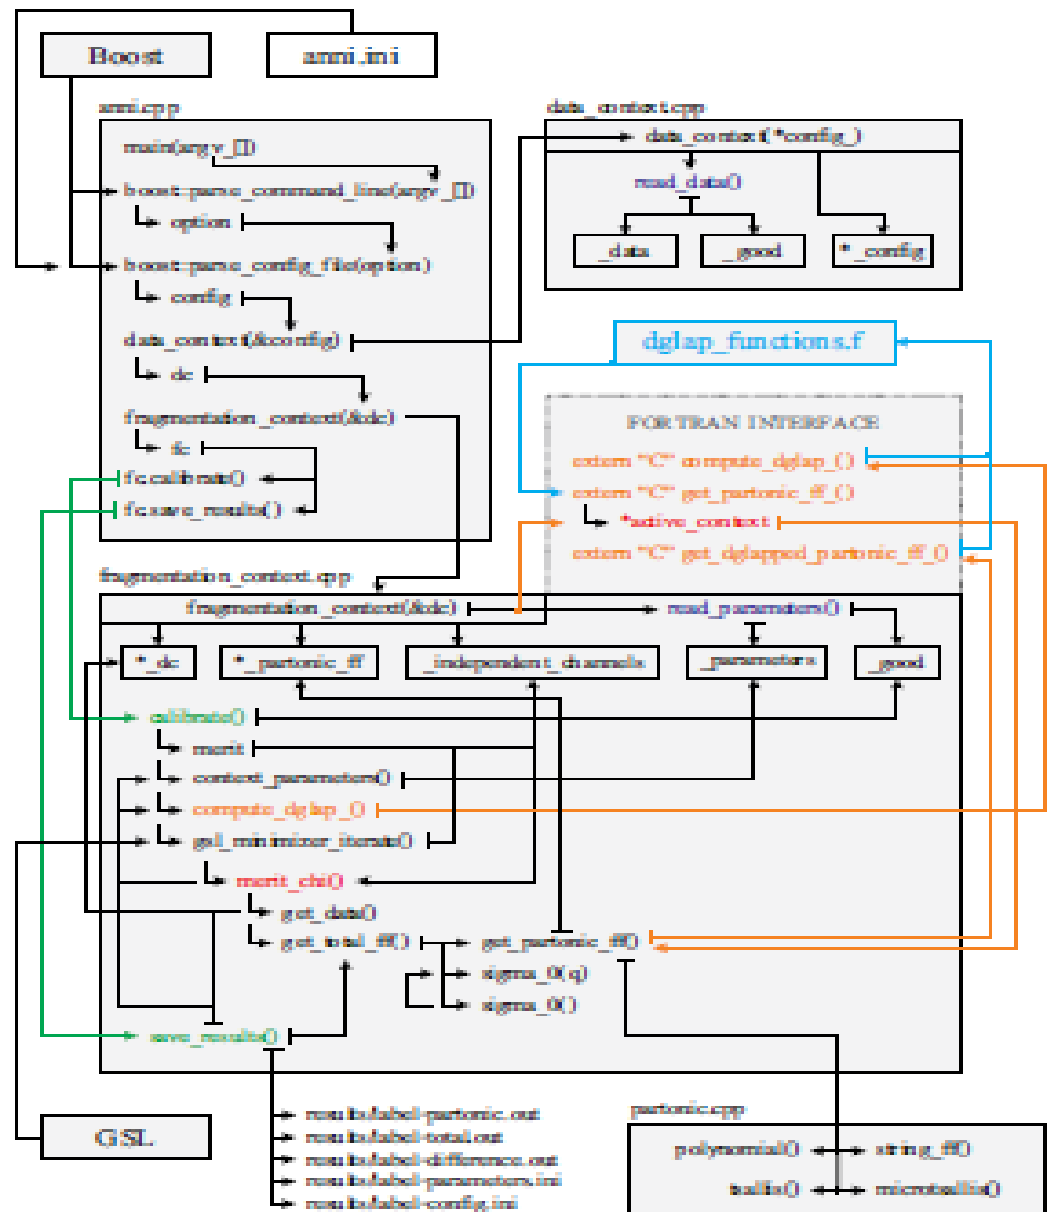 Boost
anni.ini
anni.cpp
main(argv_[])
boost::parse_command_line(argv_[])
option
boost::parse_config_file(option)
config
data_context(&config)
dc
fragmentation_context(&dc)
fc
fc.calibrate()
fc.save_results()
data_context.cpp
data_context(*config_)
read_data()
_data
_good
*_config
dglap_functions.f
FORTRAN INTERFACE
extern "C" compute_dglap_()
extern "C" get_partonic_ff_()
*active_context
extern "C" get_dglapped_partonic_ff_()
fragmentation_context.cpp
fragmentation_context(&dc)
read_parameters()
*_dc
*_partonic_ff
_independent_channels
_parameters
_good
calibrate()
merit
context_parameters()
compute_dglap_()
gsl_minimizer_iterate()
merit_chi()
get_data()
get_total_ff()
get_partonic_ff()
sigma_0(q)
sigma_0()
save_results()
GSL
results/label-partonic.out
results/label-total.out
results/label-difference.out
results/label-parameters.ini
results/label-config.ini
partonic.cpp
polynomial()
string_ff()
tsallis()
microtsallis()